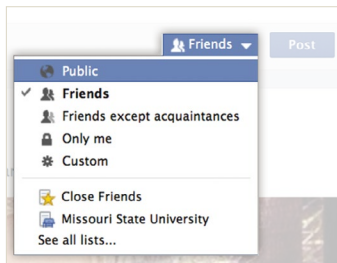 Friends Post
Public
Friends
Friends except acquaintances
Only me
Custom
Close Friends
Missouri State University
See all lists...